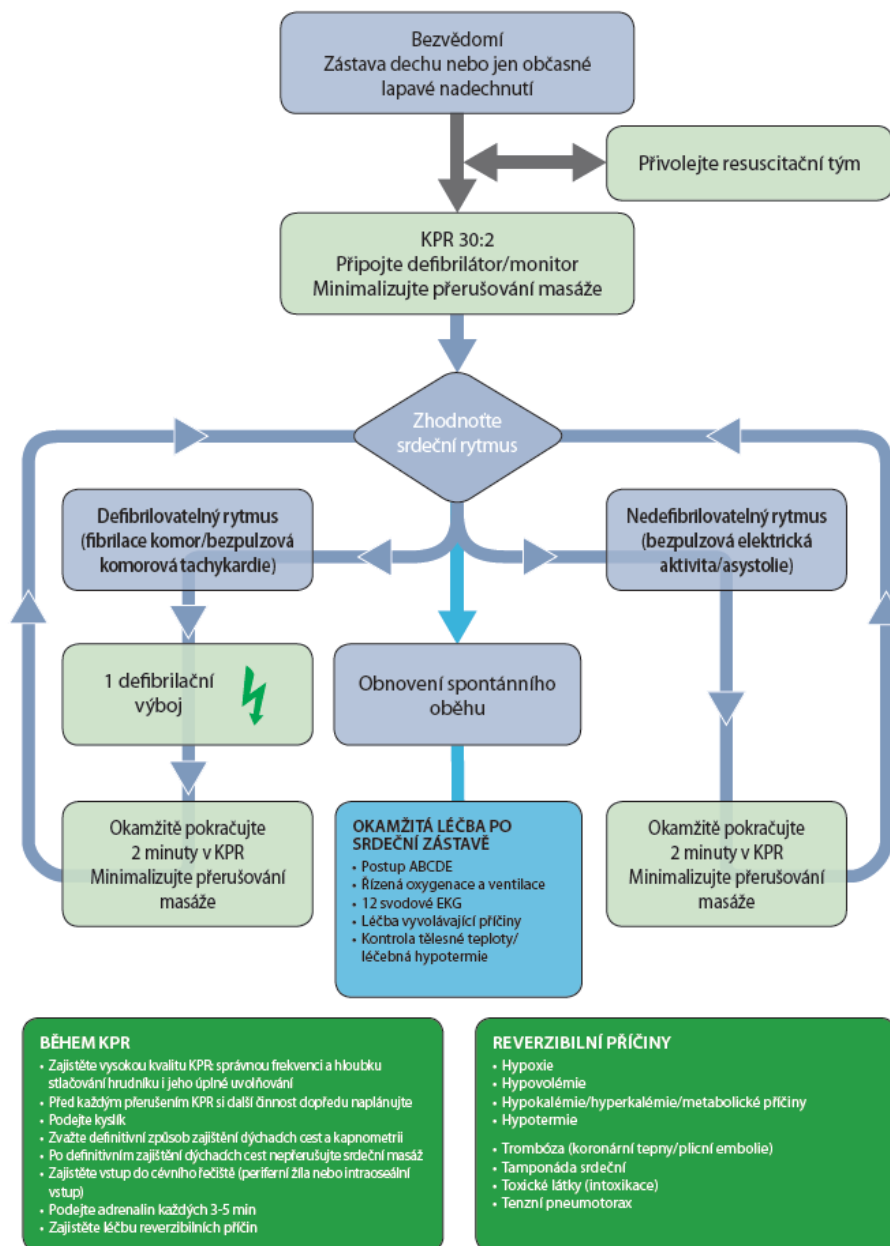 Bezvědomí
Zástava dechu nebo jen občasné
lapavé nadechnutí
Přivolejte resuscitační tým
KPR 30:2
Připojte defibrilátor/monitor
Minimalizujte přerušování masáže
Zhodnoťte
srdeční rytmus
Defibrilovatelný rytmus
(fibrilace komor/bezpulzová
komorová tachykardie)
Nedefibrilovatelný rytmus
(bezpulzová elektrická
aktivita/asystolie)
1 defibrilační
výboj
Obnovení spontánního
oběhu
Okamžitě pokračujte
2 minuty v KPR
Minimalizujte přerušování
masáže
OKAMŽITÁ LÉČBA PO
SRDEČNÍ ZÁSTAVĚ
• Postup ABCDE
• Řízená oxygenace a ventilace
• 12 svodové EKG
• Léčba vyvolávající příčiny
• Kontrola tělesné teploty/
léčebná hypotermie
Okamžitě pokračujte
2 minuty v KPR
Minimalizujte přerušování
masáže
BĚHEM KPR
• Zajistěte vysokou kvalitu KPR: správnou frekvenci a hloubku
stlačování hrudníku i jeho úplné uvolňování
• Před každým přerušením KPR si další činnost dopředu naplánujte
• Podejte kyslík
• Zvažte definitivní způsob zajištění dýchacích cest a kapnometrii
• Po definitivním zajištění dýchacích cest nepřerušujte srdeční masáž
• Zajistěte vstup do cévního řečiště (periferní žíla nebo intraoseální
vstup)
• Podejte adrenalin každých 3-5 min
• Zajistěte léčbu reverzibilních příčin
REVERZIBILNÍ PŘÍČINY
• Hypoxie
• Hypovolémie
• Hypokalémie/hyperkalémie/metabolické příčiny
• Hypotermie
• Trombóza (koronární tepny/plicní embolie)
• Tamponáda srdeční
• Toxické látky (intoxikace)
• Tenzní pneumotorax